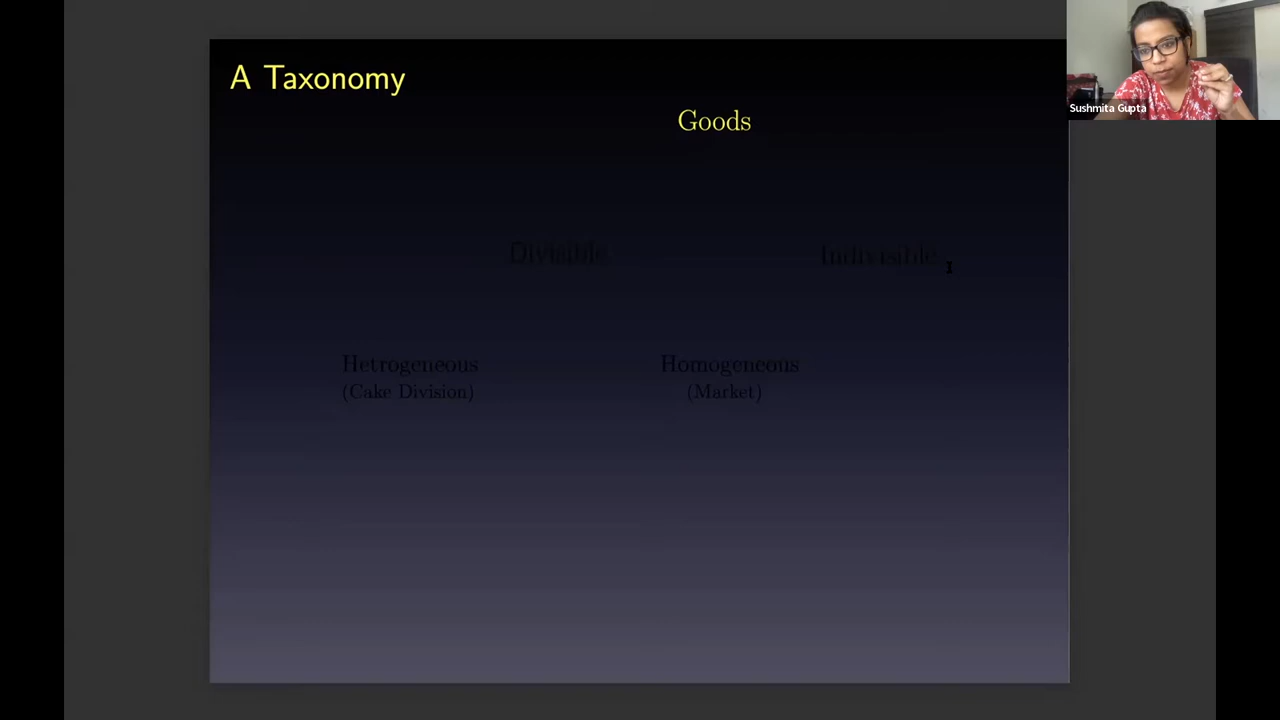 A Taxonomy
Sushmita Gupta
Goods
Divisible
Indivisible
Hetrogeneous
Homogeneous
(Cake Division)
(Market)